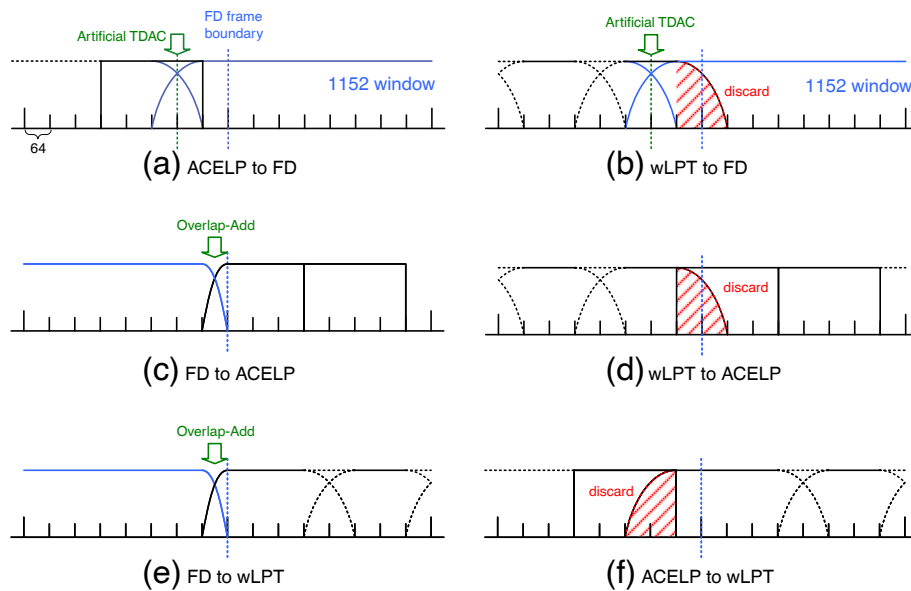 Artificial TDAC
FD frame
boundary
1152 window
64
(a) ACELP to FD
Artificial TDAC
discard
1152 window
(b) wLPT to FD
Overlap-Add
(c) FD to ACELP
discard
(d) wLPT to ACELP
Overlap-Add
(e) FD to wLPT
discard
(f) ACELP to wLPT